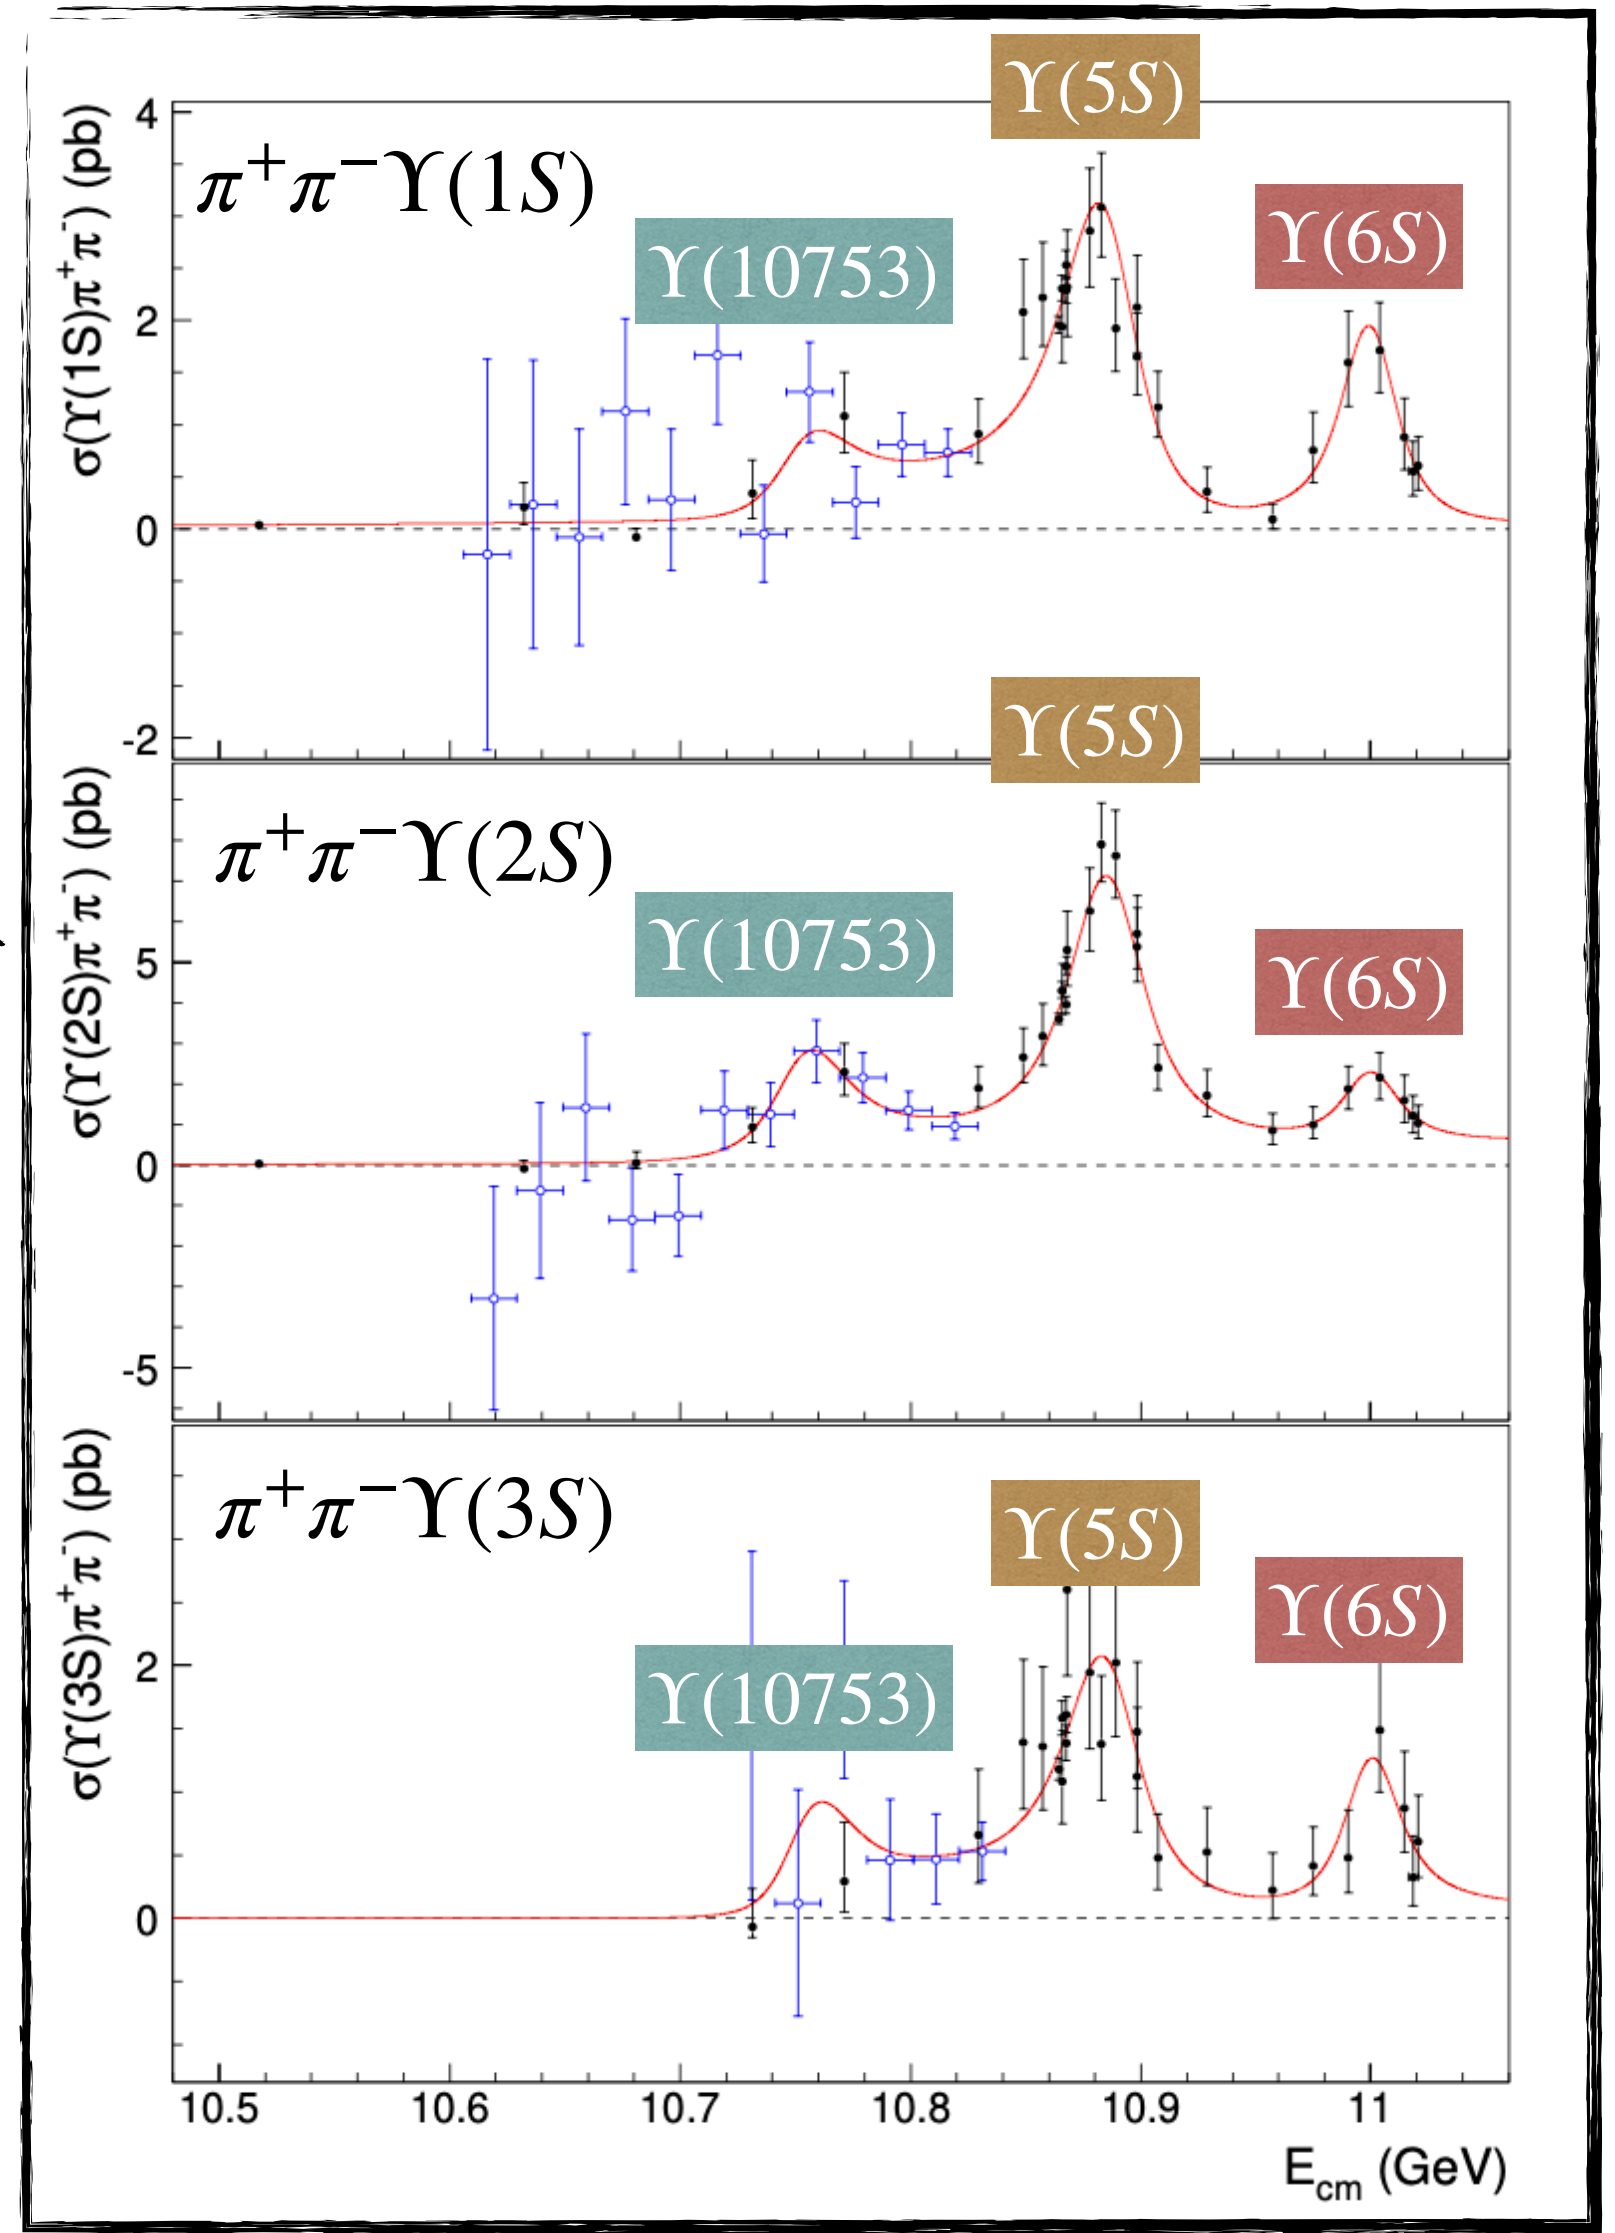 ϒ(5S)
4
π⁺π⁻ϒ(1S)
ϒ(10753)
ϒ(6S)
σ(ϒ(1S)π⁺π⁻) (pb)
2
0
-2
ϒ(5S)
π⁺π⁻ϒ(2S)
ϒ(10753)
ϒ(6S)
σ(ϒ(2S)π⁺π⁻) (pb)
5
0
-5
π⁺π⁻ϒ(3S)
ϒ(5S)
ϒ(6S)
ϒ(10753)
σ(ϒ(3S)π⁺π⁻) (pb)
2
0
10.5 10.6 10.7 10.8 10.9 11
E_cm (GeV)